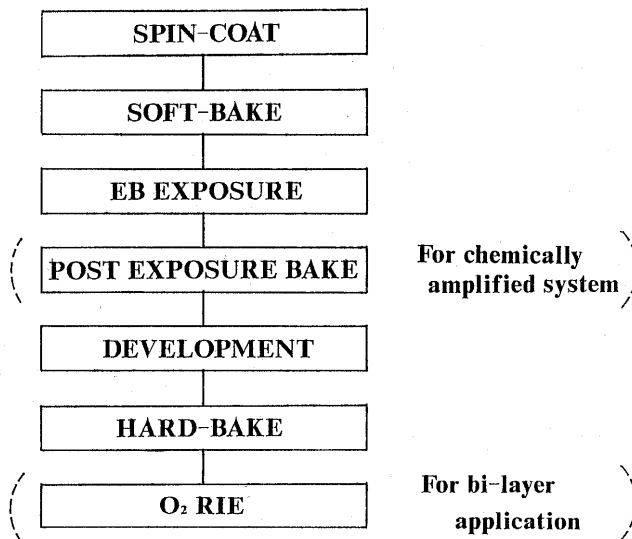 SPIN-COAT
SOFT-BAKE
EB EXPOSURE
POST EXPOSURE BAKE
For chemically
amplified system
DEVELOPMENT
HARD-BAKE
O₂ RIE
For bi-layer
application